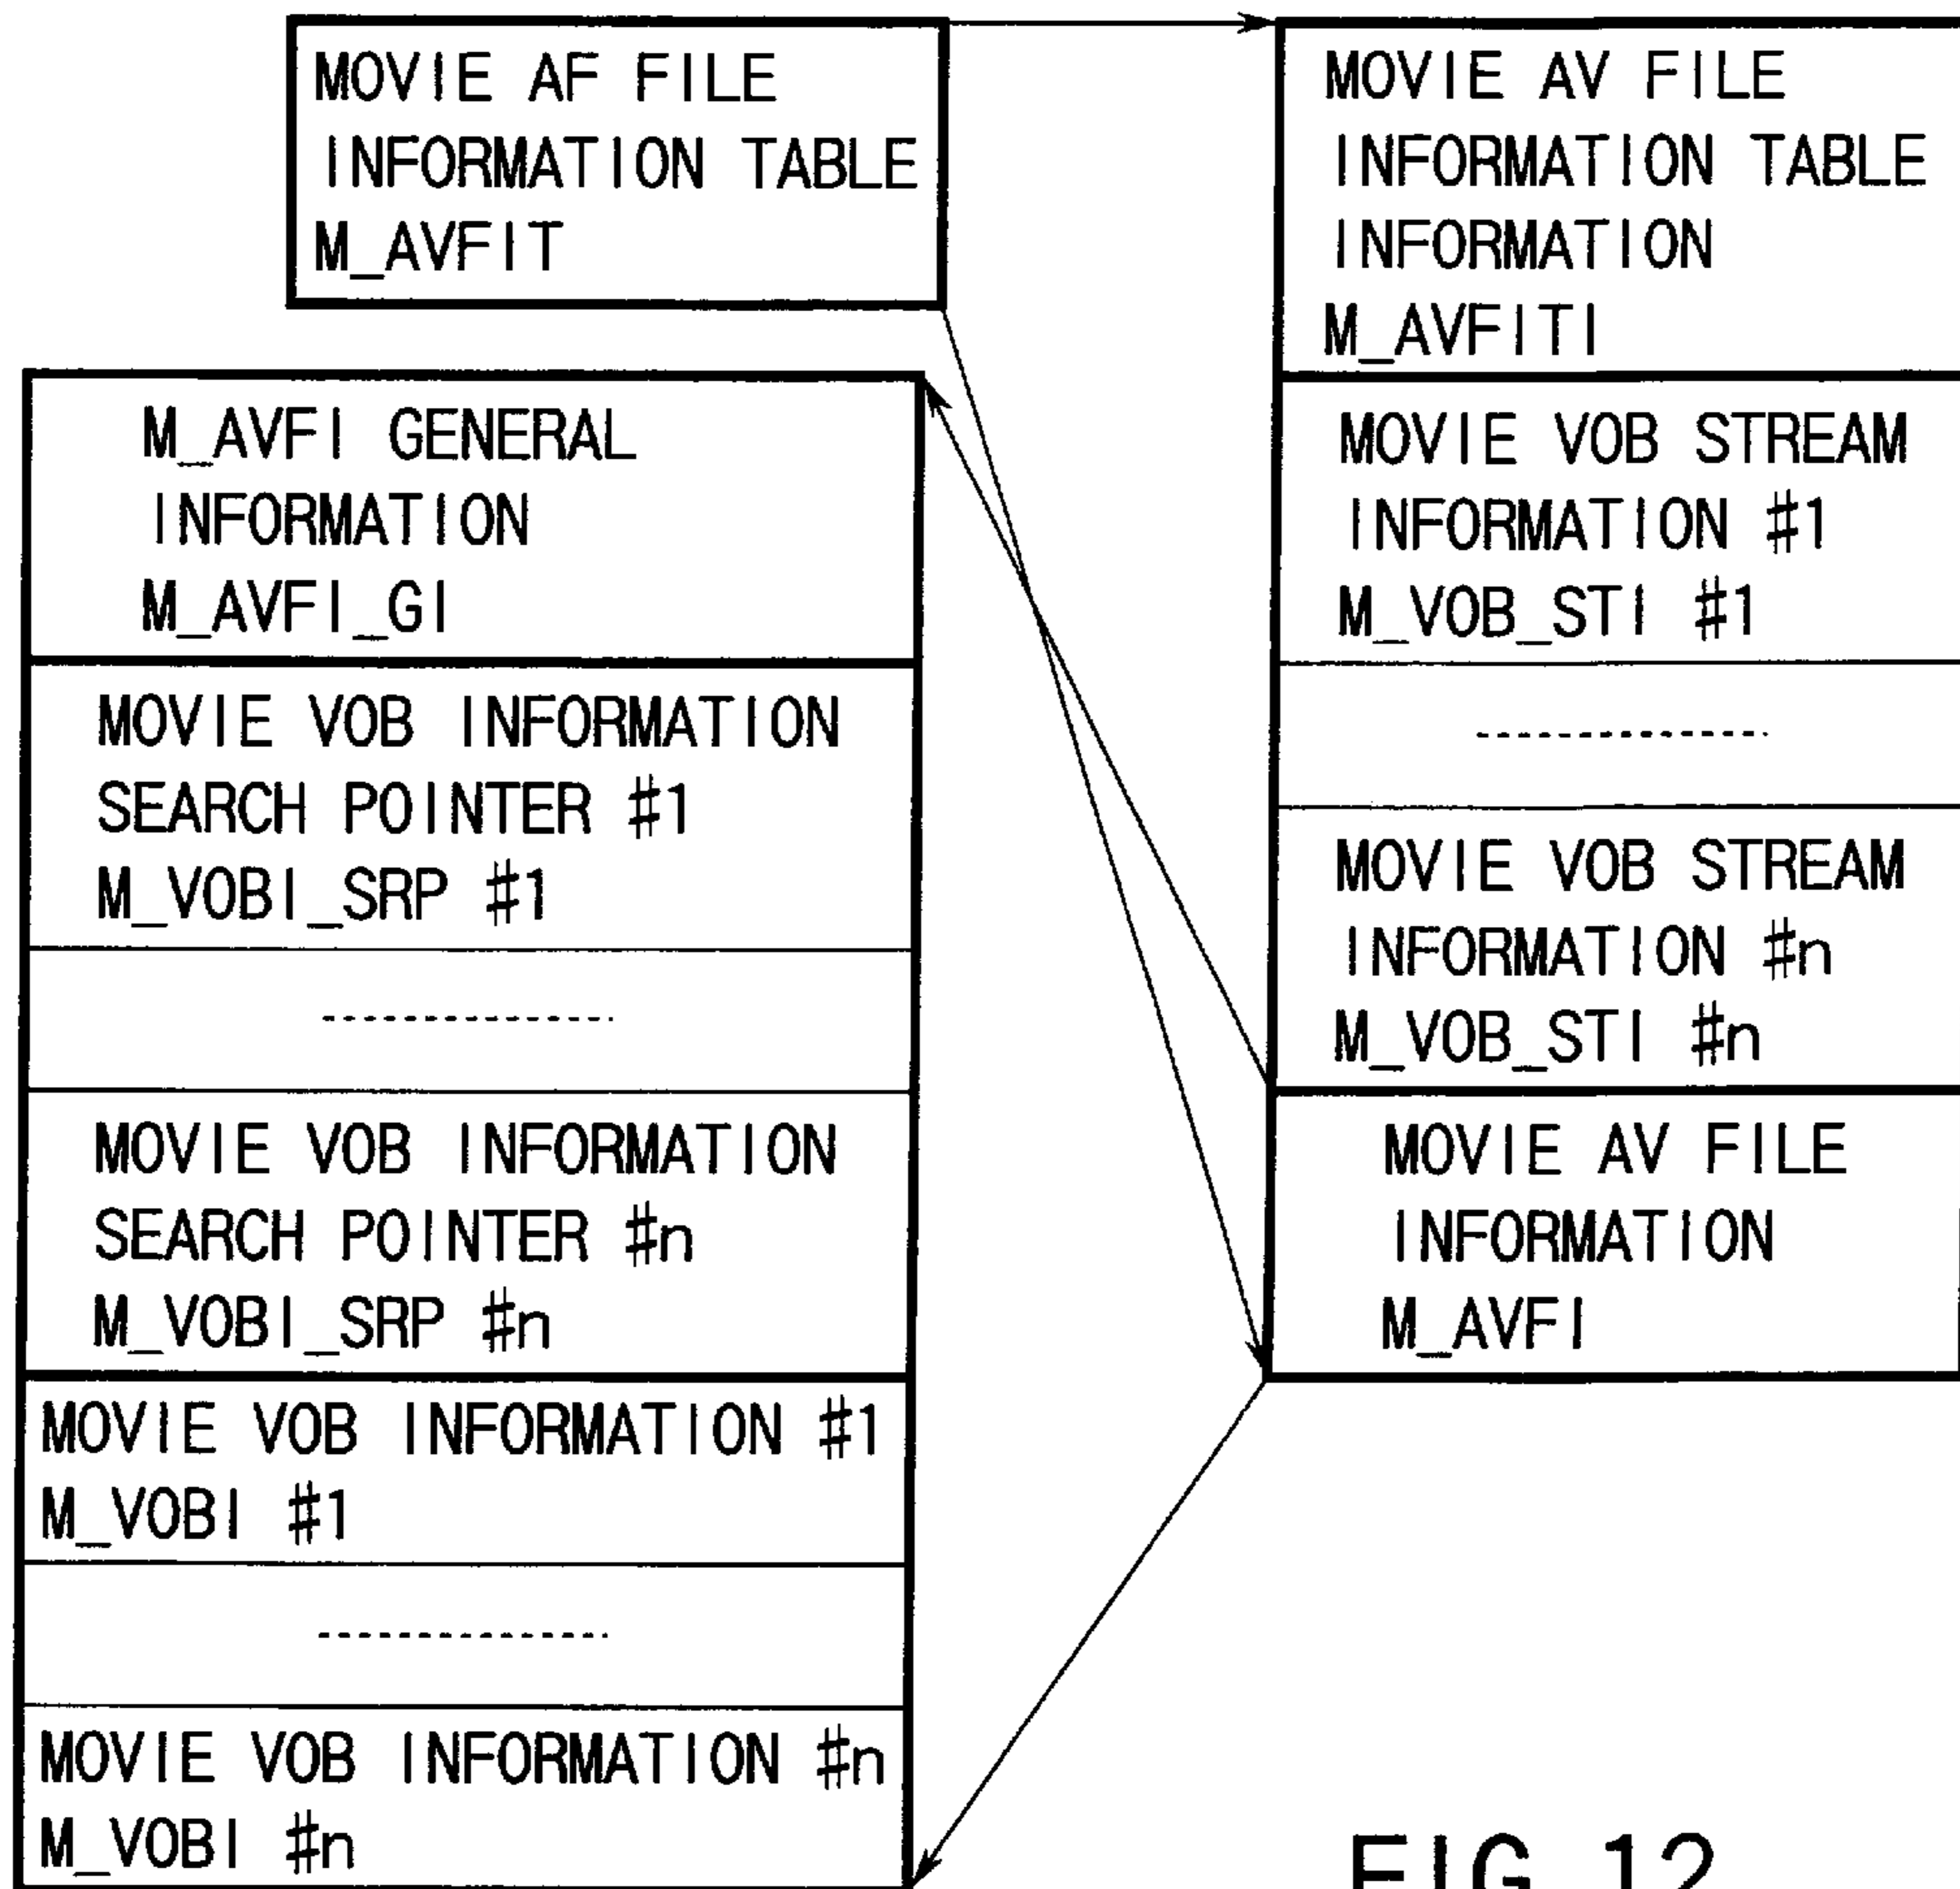 MOVIE AF FILE
INFORMATION TABLE
M_AVFIT
MOVIE AV FILE
INFORMATION TABLE
INFORMATION
M_AVFITI
MOVIE VOB STREAM
INFORMATION #1
M_VOB_STI #1
MOVIE VOB STREAM
INFORMATION #n
M_VOB_STI #n
MOVIE AV FILE
INFORMATION
M_AVFI
M_AVFI GENERAL
INFORMATION
M_AVFI_GI
MOVIE VOB INFORMATION
SEARCH POINTER #1
M_VOBI_SRP #1
MOVIE VOB INFORMATION
SEARCH POINTER #n
M_VOBI_SRP #n
MOVIE VOB INFORMATION #1
M_VOBI #1
MOVIE VOB INFORMATION #n
M_VOBI #n
FIG. 12